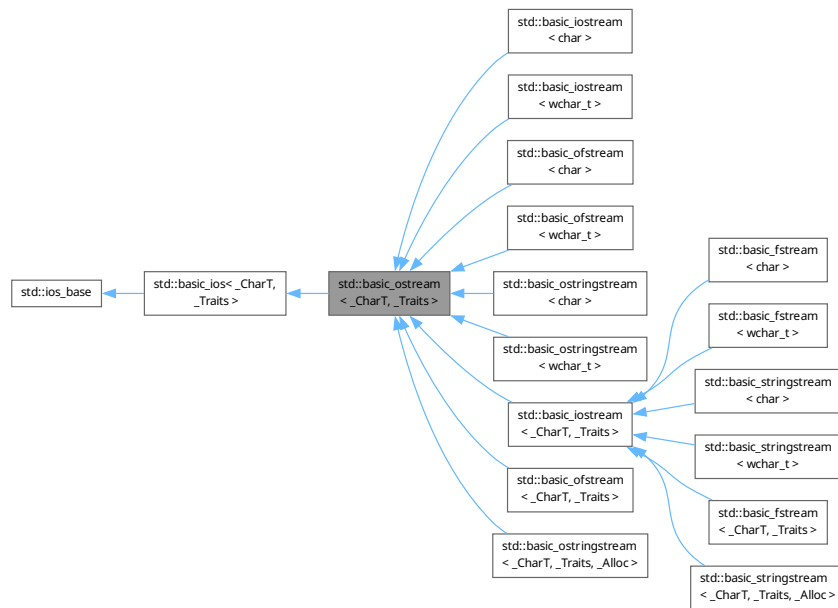 std::ios_base
std::basic_ios< _CharT,
_Traits >
std::basic_ostream
< _CharT, _Traits >
std::basic_iostream
< char >
std::basic_iostream
< wchar_t >
std::basic_ofstream
< char >
std::basic_ofstream
< wchar_t >
std::basic_ostringstream
< char >
std::basic_ostringstream
< wchar_t >
std::basic_iostream
< _CharT, _Traits >
std::basic_ofstream
< _CharT, _Traits >
std::basic_ostringstream
< _CharT, _Traits, _Alloc >
std::basic_fstream
< char >
std::basic_fstream
< wchar_t >
std::basic_stringstream
< char >
std::basic_stringstream
< wchar_t >
std::basic_fstream
< _CharT, _Traits >
std::basic_stringstream
< _CharT, _Traits, _Alloc >